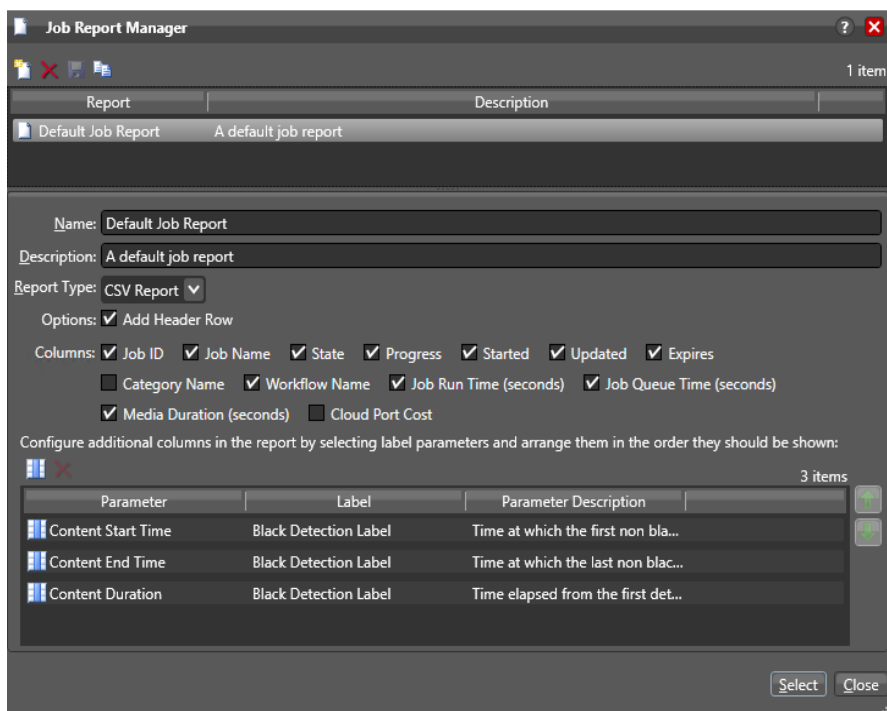 Job Report Manager
?
1 item
Report Description
Default Job Report A default job report
Name: Default Job Report
Description: A default job report
Report Type: CSV Report
Options: Add Header Row
Columns: Job ID Job Name State Progress Started Updated Expires
Category Name Workflow Name Job Run Time (seconds) Job Queue Time (seconds)
Media Duration (seconds) Cloud Port Cost
Configure additional columns in the report by selecting label parameters and arrange them in the order they should be shown:
3 items
Parameter Label Parameter Description
Content Start Time Black Detection Label Time at which the first non bla...
Content End Time Black Detection Label Time at which the last non blac...
Content Duration Black Detection Label Time elapsed from the first det...
Select Close